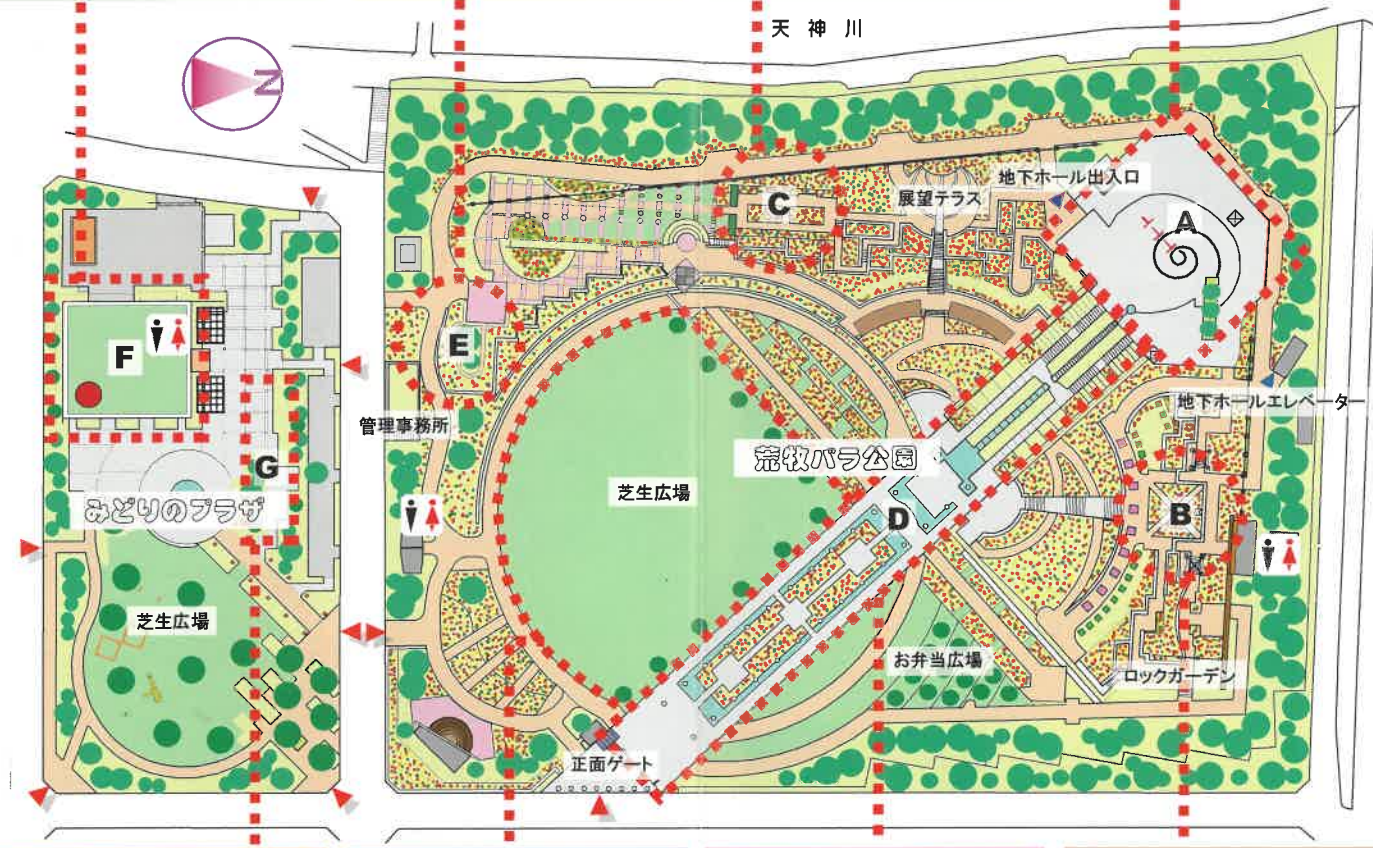 天神川
N
地下ホール出入口
展望テラス
C
A
F
E
地下ホールエレベーター
管理事務所
荒牧バラ公園
G
みどりのプラザ
芝生広場
D
B
芝生広場
お弁当広場
ロックガーデン
正面ゲート